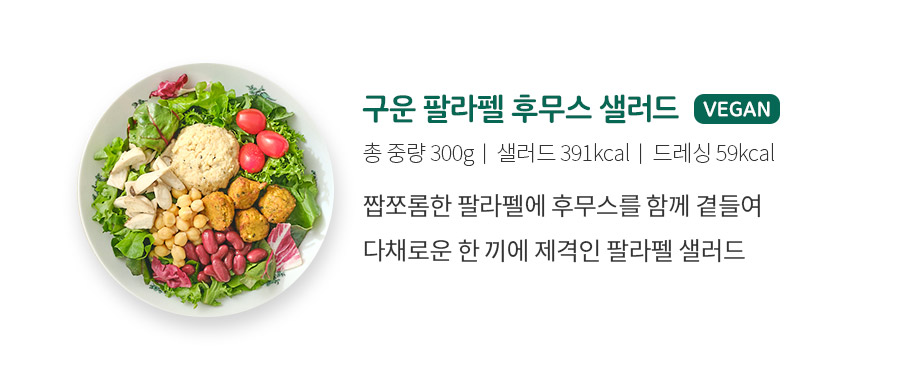 구운 팔라펠 후무스 샐러드 VEGAN
총 중량 300g | 샐러드 391kcal | 드레싱 59kcal
짭쪼롬한 팔라펠에 후무스를 함께 곁들여
다채로운 한 끼에 제격인 팔라펠 샐러드